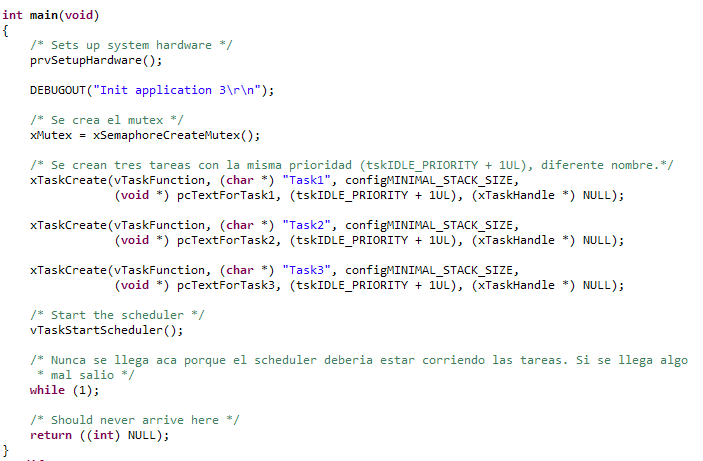 int main(void)
{
    /* Sets up system hardware */
    prvSetupHardware();

    DEBUGOUT("Init application 3\r\n");

    /* Se crea el mutex */
    xMutex = xSemaphoreCreateMutex();

    /* Se crean tres tareas con la misma prioridad (tskIDLE_PRIORITY + 1UL), diferente nombre.*/
    xTaskCreate(vTaskFunction, (char *) "Task1", configMINIMAL_STACK_SIZE,
                (void *) pcTextForTask1, (tskIDLE_PRIORITY + 1UL), (xTaskHandle *) NULL);

    xTaskCreate(vTaskFunction, (char *) "Task2", configMINIMAL_STACK_SIZE,
                (void *) pcTextForTask2, (tskIDLE_PRIORITY + 1UL), (xTaskHandle *) NULL);

    xTaskCreate(vTaskFunction, (char *) "Task3", configMINIMAL_STACK_SIZE,
                (void *) pcTextForTask3, (tskIDLE_PRIORITY + 1UL), (xTaskHandle *) NULL);

    /* Start the scheduler */
    vTaskStartScheduler();

    /* Nunca se llega aca porque el scheduler deberia estar corriendo las tareas. Si se llega algo
     * mal salio */
    while (1);

    /* Should never arrive here */
    return ((int) NULL);
}